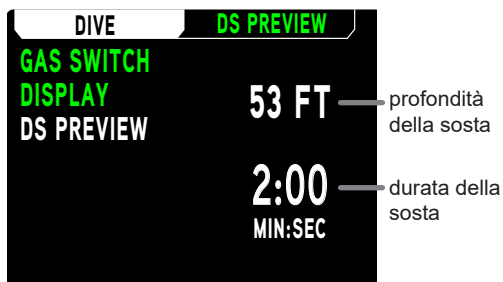 DIVE
DS PREVIEW
GAS SWITCH
DISPLAY
DS PREVIEW
53 FT
profondità
della sosta
2:00
MIN:SEC
durata della
sosta